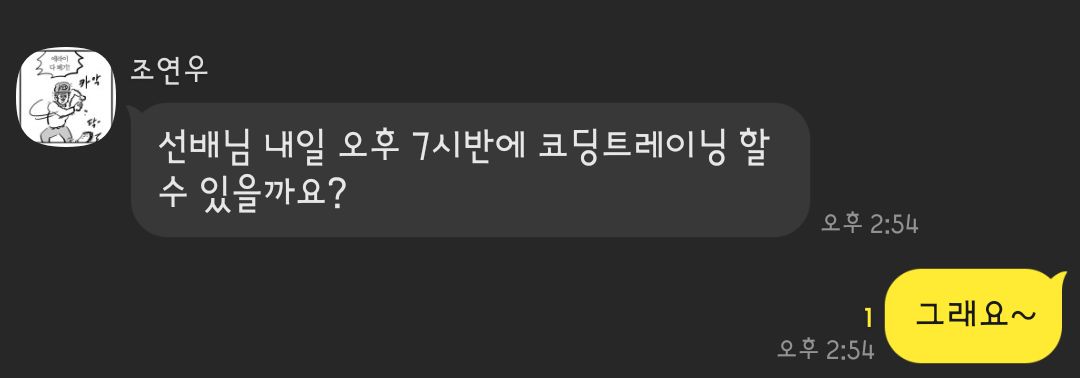 조연우
선배님 내일 오후 7시반에 코딩트레이닝 할
수 있을까요?
오후 2:54
그래요~
1
오후 2:54